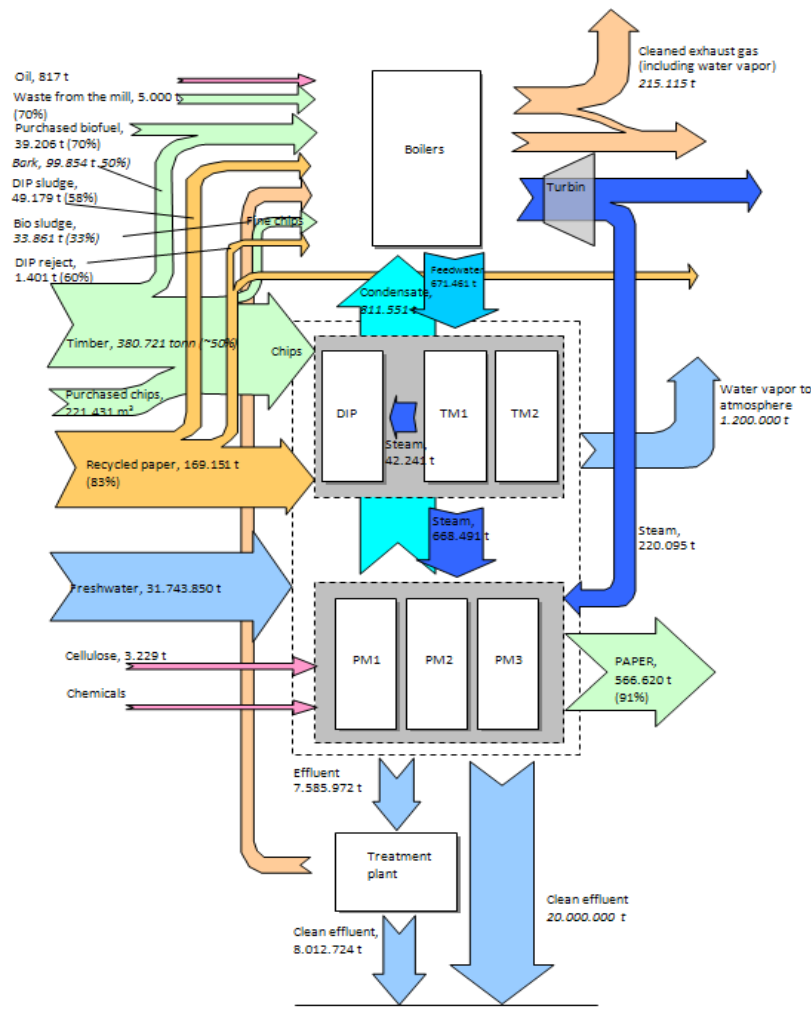 Oil, 817 t
Waste from the mill, 5.000 t
(70%)
Purchased biofuel,
39.206 t (70%)
Bark, 99.854 t 50%)
DIP sludge,
49.179 t (58%)
Bio sludge,
33.861 t (33%)
Fine chips
DIP reject,
1.401 t (60%)
Boilers
Cleaned exhaust gas
(including water vapor)
215.115 t
Turbin
Feedwater
671.461 t
Condensate,
811.551 t
Timber, 380.721 tonn (~50%)
Chips
Purchased chips,
221.431 m³
Recycled paper, 169.151 t
(83%)
DIP
TM1
TM2
Steam,
42.241 t
Water vapor to
atmosphere
1.200.000 t
Steam,
668.491 t
Steam,
220.095 t
Freshwater, 31.743.850 t
Cellulose, 3.229 t
Chemicals
PM1
PM2
PM3
PAPER,
566.620 t
(91%)
Effluent
7.585.972 t
Treatment
plant
Clean effluent,
8.012.724 t
Clean effluent
20.000.000 t